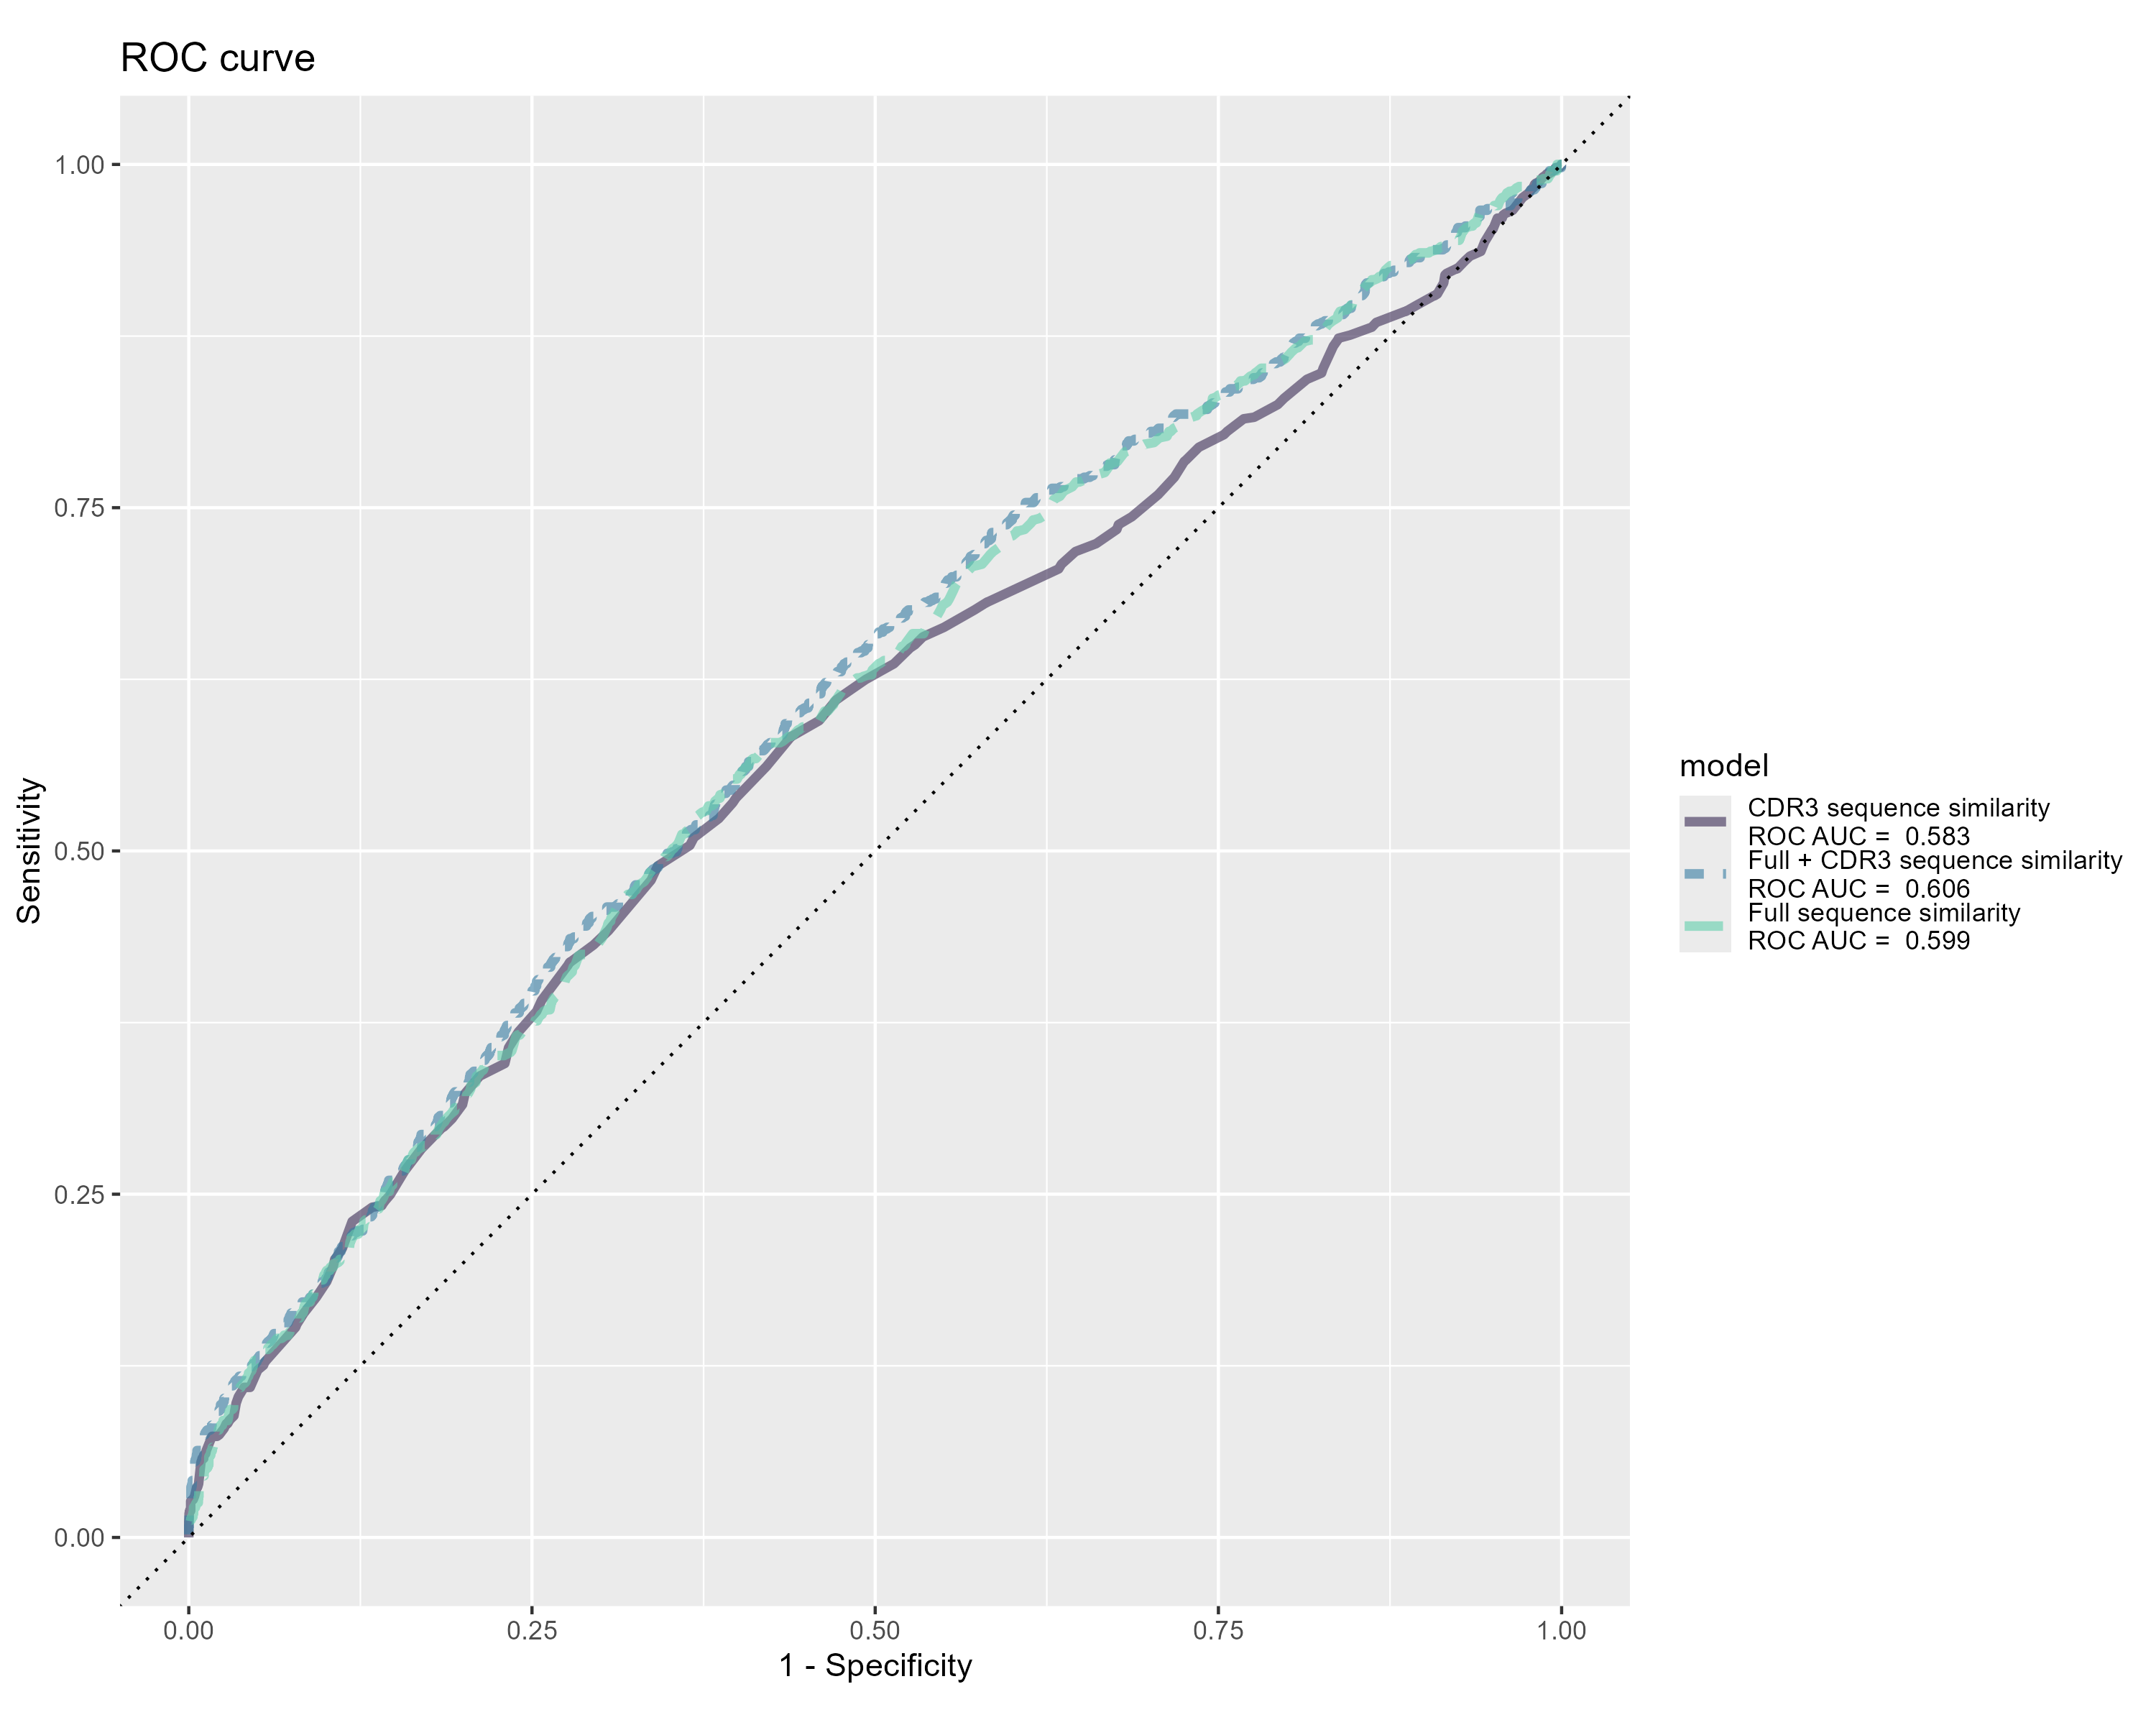 ROC curve
1.00
0.75
0.50
0.25
0.00
Sensitivity
0.00
0.25
0.50
0.75
1.00
1 - Specificity
model
CDR3 sequence similarity
ROC AUC = 0.583
Full + CDR3 sequence similarity
ROC AUC = 0.606
Full sequence similarity
ROC AUC = 0.599